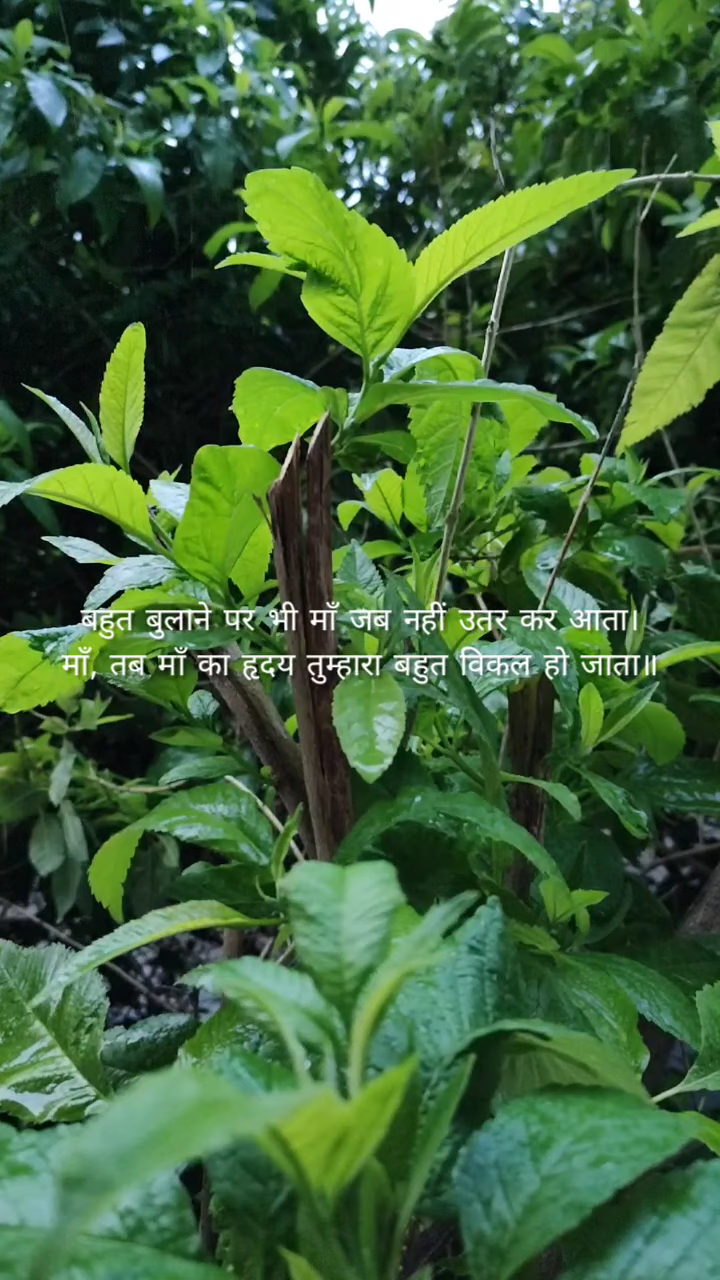 बहुत बुलाने पर भी माँ जब नहीं उतर कर आता।
माँ, तब माँ का हृदय तुम्हारा बहुत विकल हो जाता॥